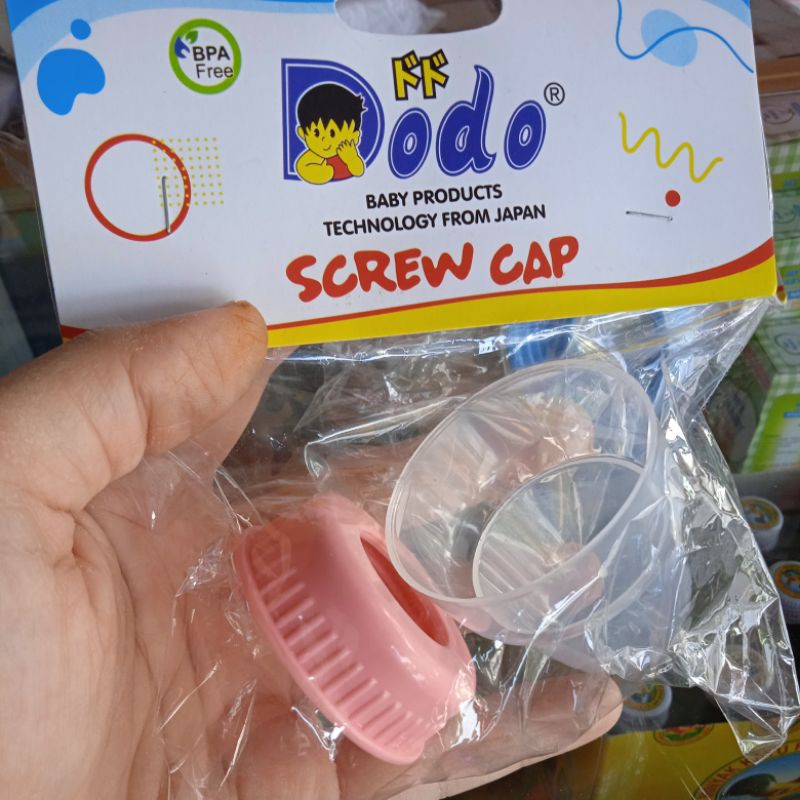 BPA
Free
ドド
Dodo®
BABY PRODUCTS
TECHNOLOGY FROM JAPAN
SCREW CAP